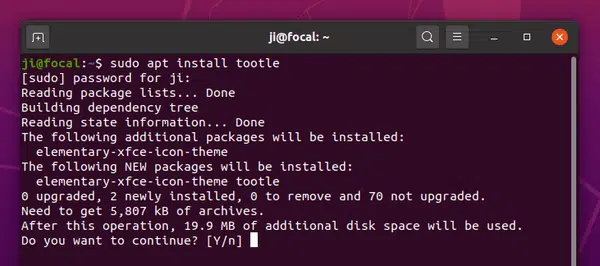 ji@focal: ~
ji@focal:~$ sudo apt install tootle
[sudo] password for ji:
Reading package lists... Done
Building dependency tree
Reading state information... Done
The following additional packages will be installed:
  elementary-xfce-icon-theme
The following NEW packages will be installed:
  elementary-xfce-icon-theme tootle
0 upgraded, 2 newly installed, 0 to remove and 70 not upgraded.
Need to get 5,807 kB of archives.
After this operation, 19.9 MB of additional disk space will be used.
Do you want to continue? [Y/n]